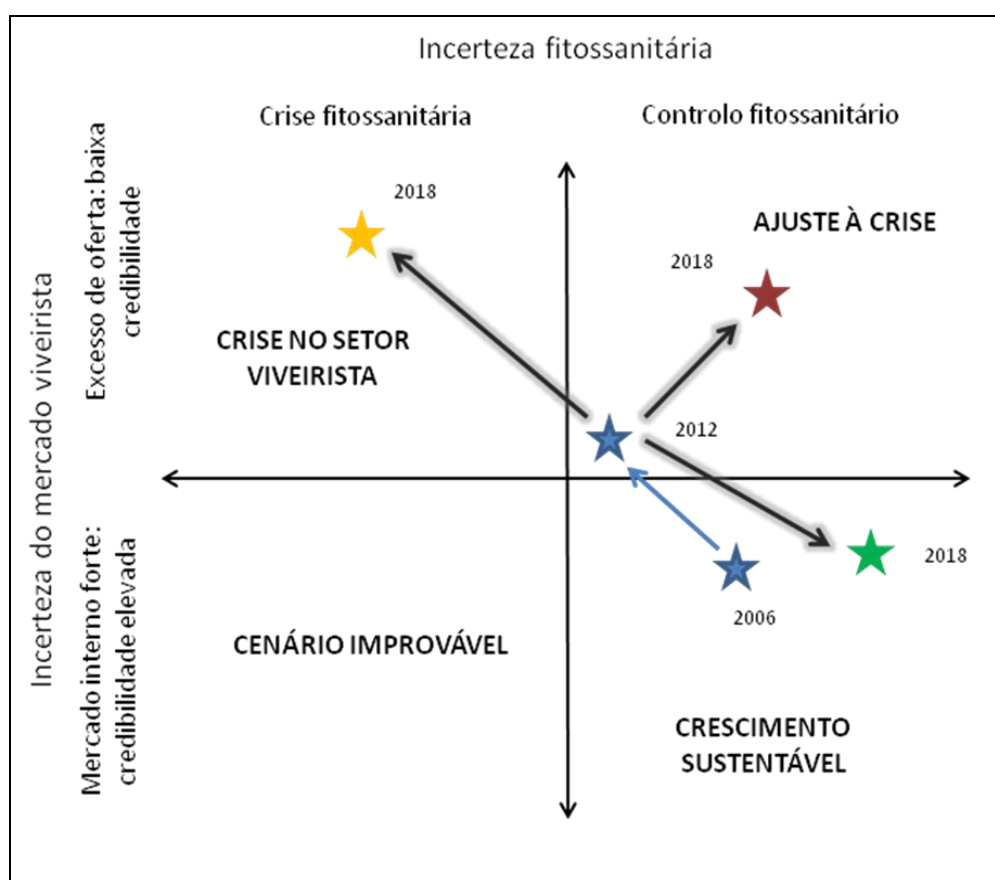 Incerteza fitossanitária
Crise fitossanitária
Controlo fitossanitário
Incerteza do mercado viveirista
Excesso de oferta: baixa
credibilidade
Mercado interno forte:
credibilidade elevada
2018
AJUSTE À CRISE
2018
CRISE NO SETOR
VIVEIRISTA
2012
2018
2006
CENÁRIO IMPROVÁVEL
CRESCIMENTO
SUSTENTÁVEL